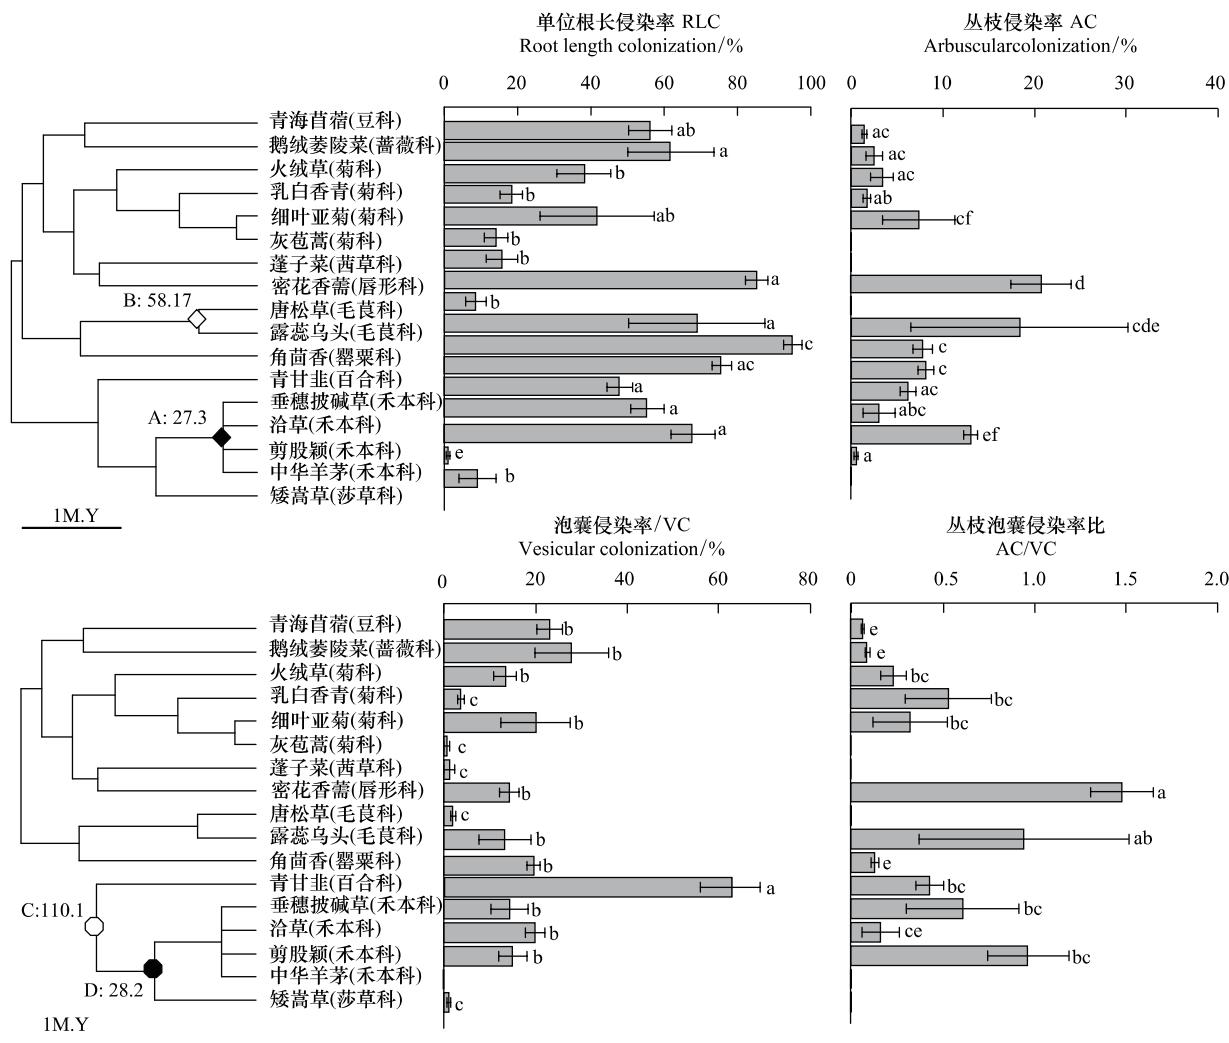 单位根长侵染率 RLC
Root length colonization/%
0 20 40 60 80 100
丛枝侵染率 AC
Arbuscularcolonization/%
0 10 20 30 40
青海苜蓿(豆科) ab ac
鹅绒萎陵菜(蔷薇科) a ac
火绒草(菊科) b ac
乳白香青(菊科) b ab
细叶亚菊(菊科) ab cf
灰苞蒿(菊科) b
蓬子菜(茜草科) b
密花香薷(唇形科) a d
B: 58.17
唐松草(毛茛科) b
露蕊乌头(毛茛科) a cde
角茴香(罂粟科) c c
青甘韭(百合科) ac c
垂穗披碱草(禾本科) a ac
A: 27.3
洽草(禾本科) a abc
剪股颖(禾本科) a ef
中华羊茅(禾本科) e a
矮嵩草(莎草科) b
1M.Y
泡囊侵染率/VC
Vesicular colonization/%
0 20 40 60 80
丛枝泡囊侵染率比
AC/VC
0 0.5 1.0 1.5 2.0
青海苜蓿(豆科) b e
鹅绒萎陵菜(蔷薇科) b e
火绒草(菊科) b bc
乳白香青(菊科) c bc
细叶亚菊(菊科) b bc
灰苞蒿(菊科) c
蓬子菜(茜草科) c
密花香薷(唇形科) b a
唐松草(毛茛科) c
露蕊乌头(毛茛科) b ab
角茴香(罂粟科) b e
青甘韭(百合科) a bc
C:110.1
垂穗披碱草(禾本科) b bc
洽草(禾本科) b ce
剪股颖(禾本科) b bc
中华羊茅(禾本科)
D: 28.2
矮嵩草(莎草科) c
1M.Y